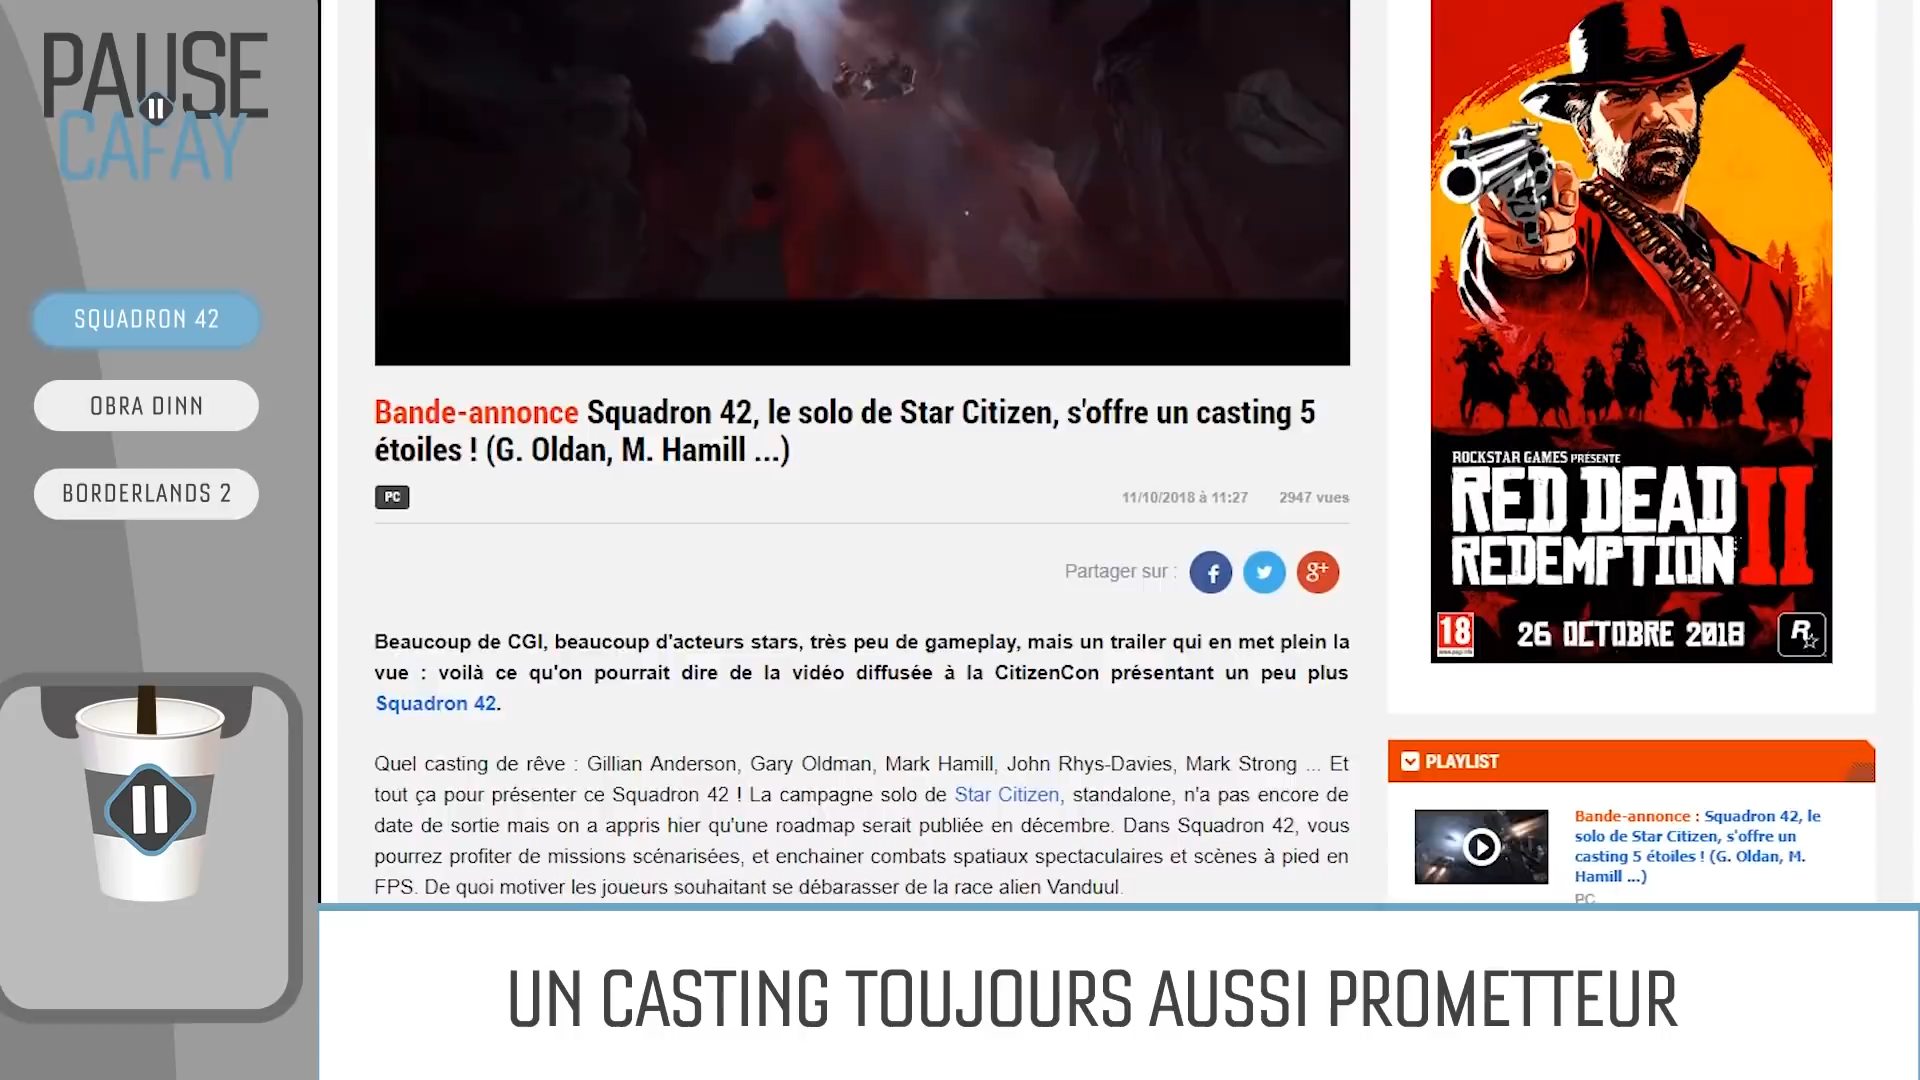 PAUSE
CAFAY
SQUADRON 42
OBRA DINN
BORDERLANDS 2
Bande-annonce Squadron 42, le solo de Star Citizen, s'offre un casting 5
étoiles ! (G. Oldan, M. Hamill ...)
PC
11/10/2018 à 11:27 2947 vues
Partager sur :
f
g+
Beaucoup de CGI, beaucoup d'acteurs stars, très peu de gameplay, mais un trailer qui en met plein la
vue : voilà ce qu'on pourrait dire de la vidéo diffusée à la CitizenCon présentant un peu plus
Squadron 42.
Quel casting de rêve : Gillian Anderson, Gary Oldman, Mark Hamill, John Rhys-Davies, Mark Strong ... Et
tout ça pour présenter ce Squadron 42 ! La campagne solo de Star Citizen, standalone, n'a pas encore de
date de sortie mais on a appris hier qu'une roadmap serait publiée en décembre. Dans Squadron 42, vous
pourrez profiter de missions scénarisées, et enchainer combats spatiaux spectaculaires et scènes à pied en
FPS. De quoi motiver les joueurs souhaitant se débarasser de la race alien Vanduul.
ROCKSTAR GAMES PRÉSENTE
RED DEAD
REDEMPTION II
18
26 OCTOBRE 2018
R
PLAYLIST
Bande-annonce : Squadron 42, le
solo de Star Citizen, s'offre un
casting 5 étoiles ! (G. Oldan, M.
Hamill ...)
PC
UN CASTING TOUJOURS AUSSI PROMETTEUR